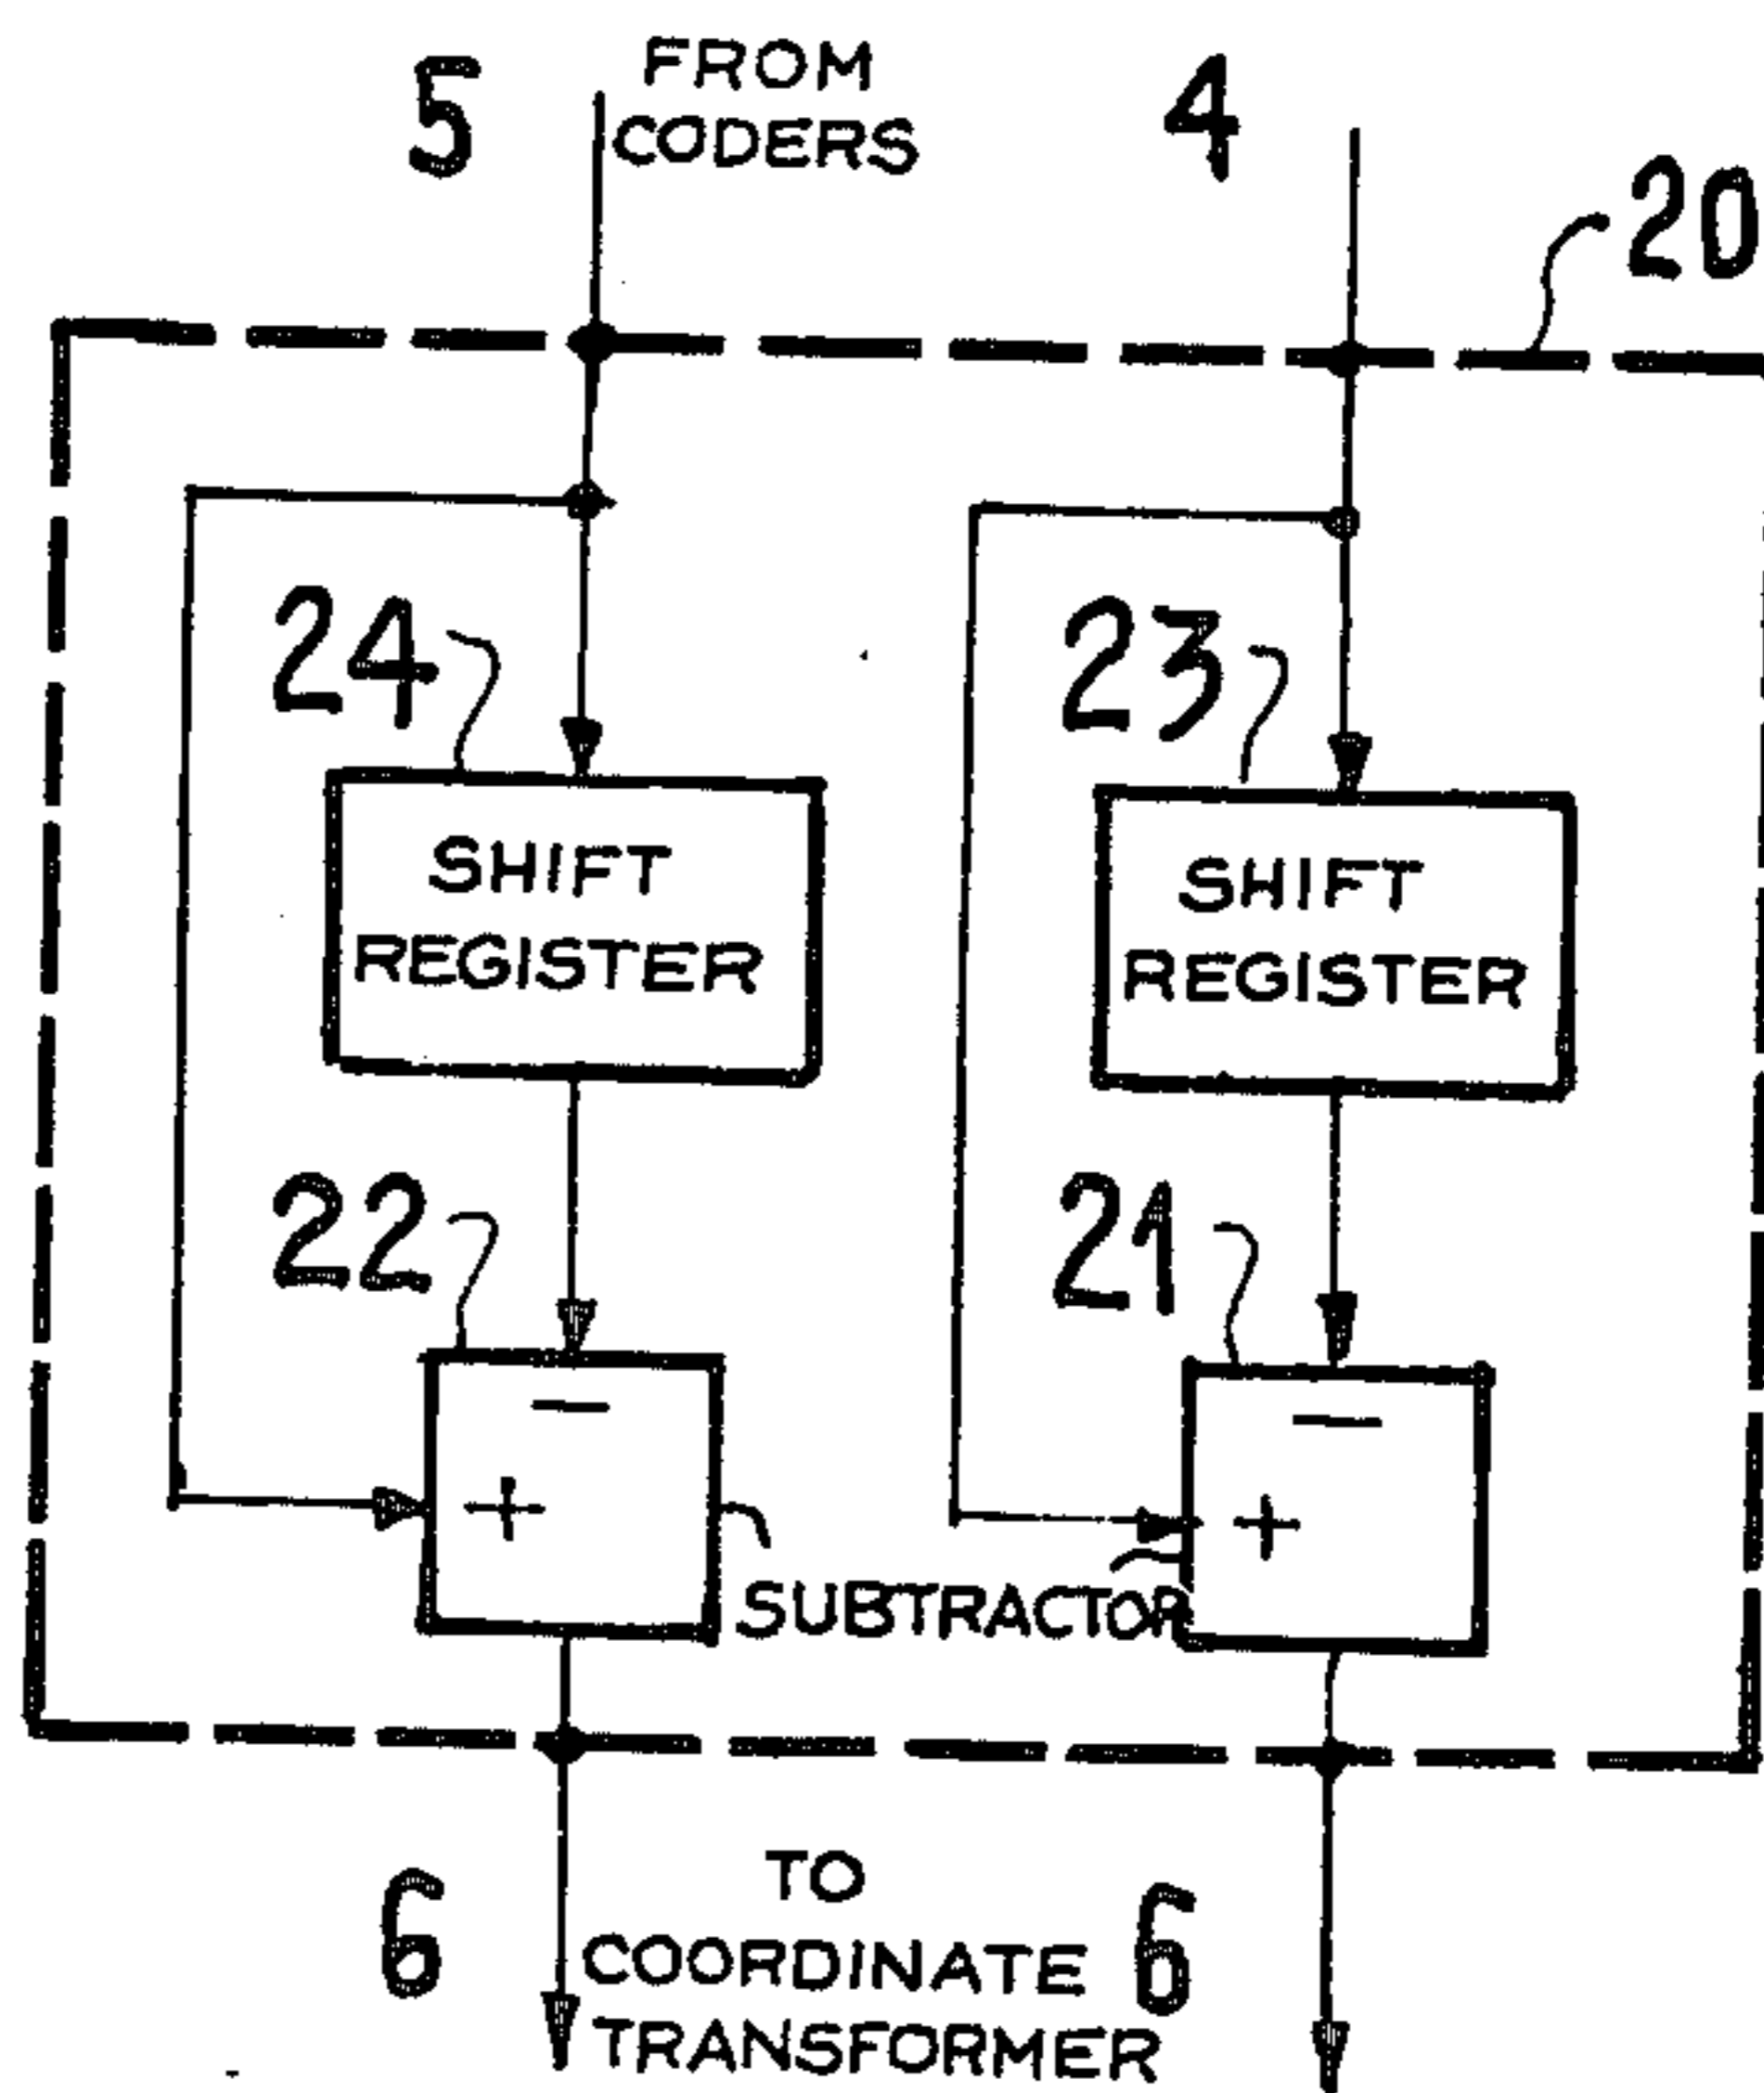 5 FROM 4
CODERS
20
24 23
SHIFT SHIFT
REGISTER REGISTER
22 21
− −
+ +
SUBTRACTOR
6 TO 6
COORDINATE
TRANSFORMER